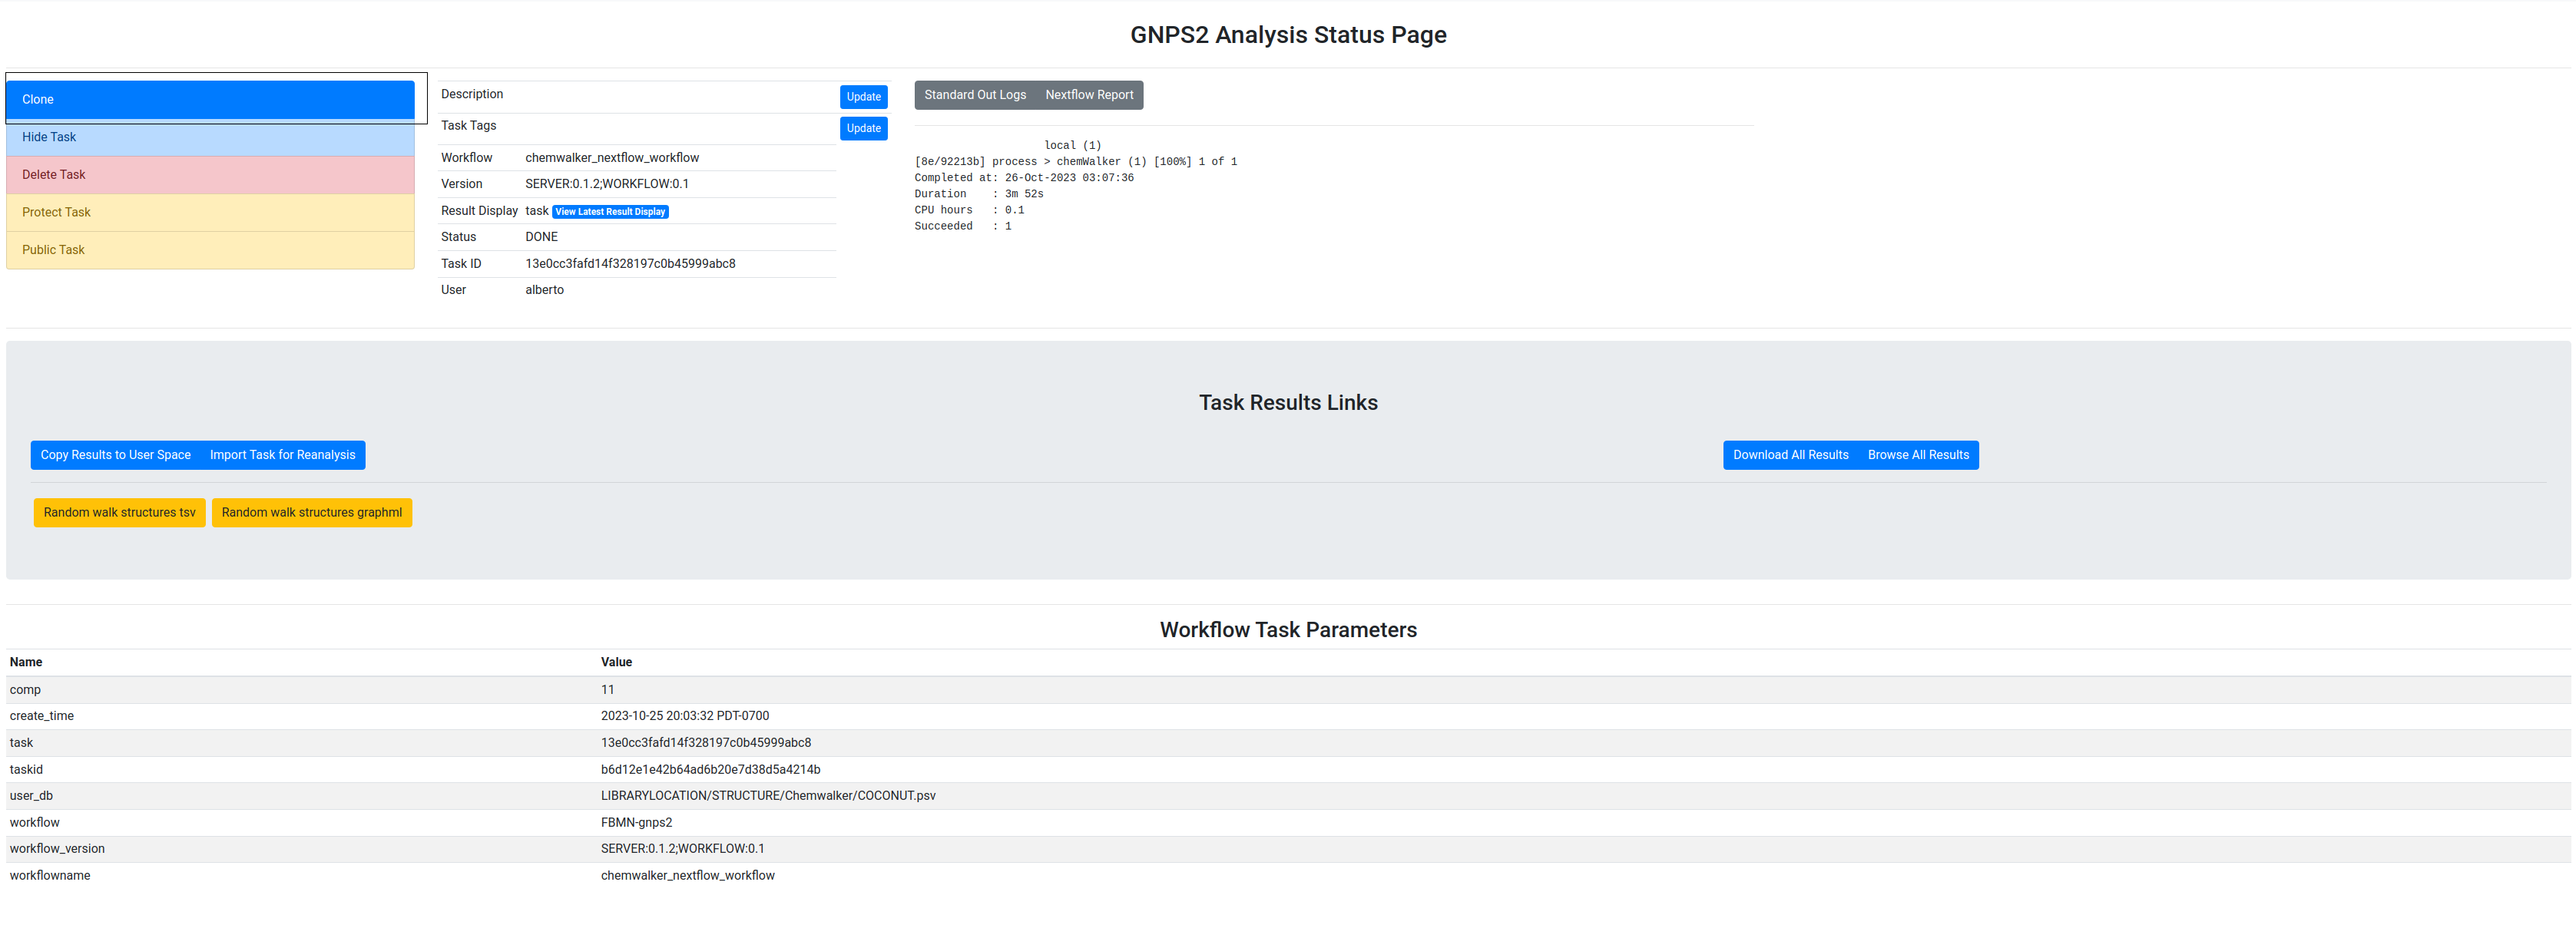 GNPS2 Analysis Status Page
Clone
Hide Task
Delete Task
Protect Task
Public Task
Description Update
Task Tags Update
Workflow chemwalker_nextflow_workflow
Version SERVER:0.1.2;WORKFLOW:0.1
Result Display task View Latest Result Display
Status DONE
Task ID 13e0cc3fafd14f328197c0b45999abc8
User alberto
Standard Out Logs Nextflow Report
local (1)
[8e/92213b] process > chemWalker (1) [100%] 1 of 1
Completed at: 26-Oct-2023 03:07:36
Duration : 3m 52s
CPU hours : 0.1
Succeeded : 1
Task Results Links
Copy Results to User Space Import Task for Reanalysis Download All Results Browse All Results
Random walk structures tsv Random walk structures graphml
Workflow Task Parameters
Name Value
comp 11
create_time 2023-10-25 20:03:32 PDT-0700
task 13e0cc3fafd14f328197c0b45999abc8
taskid b6d12e1e42b64ad6b20e7d38d5a4214b
user_db LIBRARYLOCATION/STRUCTURE/Chemwalker/COCONUT.psv
workflow FBMN-gnps2
workflow_version SERVER:0.1.2;WORKFLOW:0.1
workflowname chemwalker_nextflow_workflow